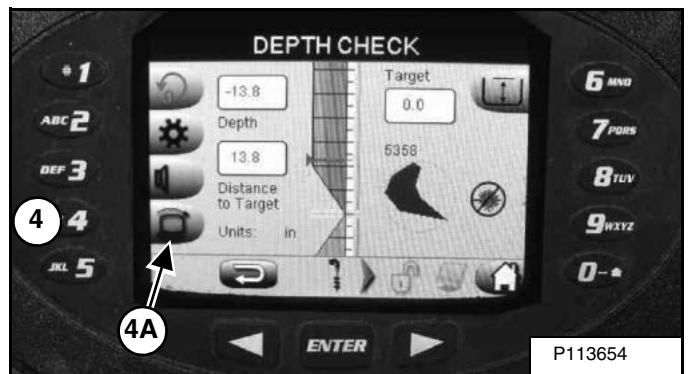 DEPTH CHECK
#1
ABC 2
DEF 3
4 4
JKL 5
-13.8
Depth
13.8
Distance
to Target
Units: in
Target
0.0
5358
6 MNO
7 PQRS
8 TUV
9 WXYZ
0-
4A
ENTER
P113654